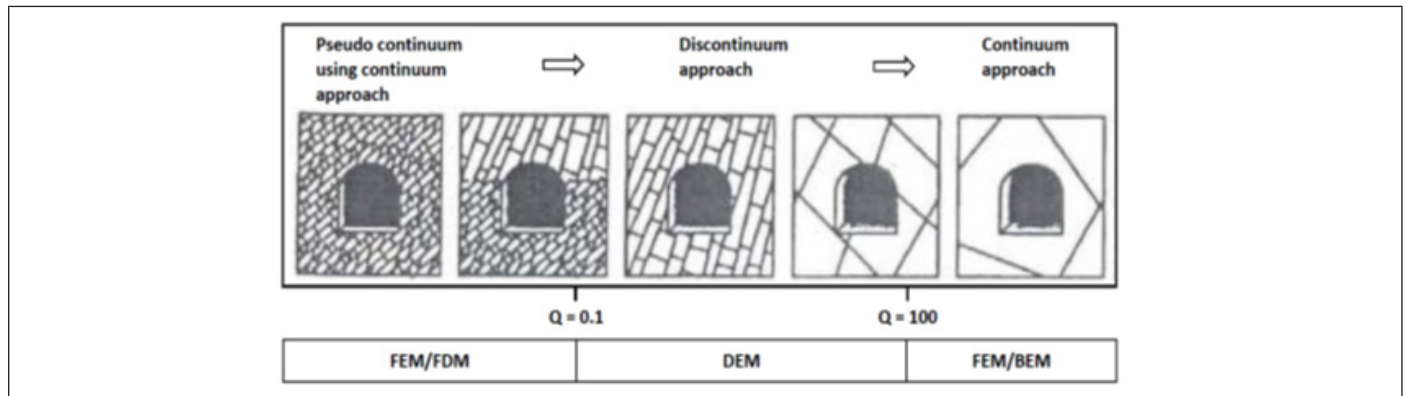 Pseudo continuum
using continuum
approach
Discontinuum
approach
Continuum
approach
Q = 0.1
Q = 100
FEM/FDM
DEM
FEM/BEM